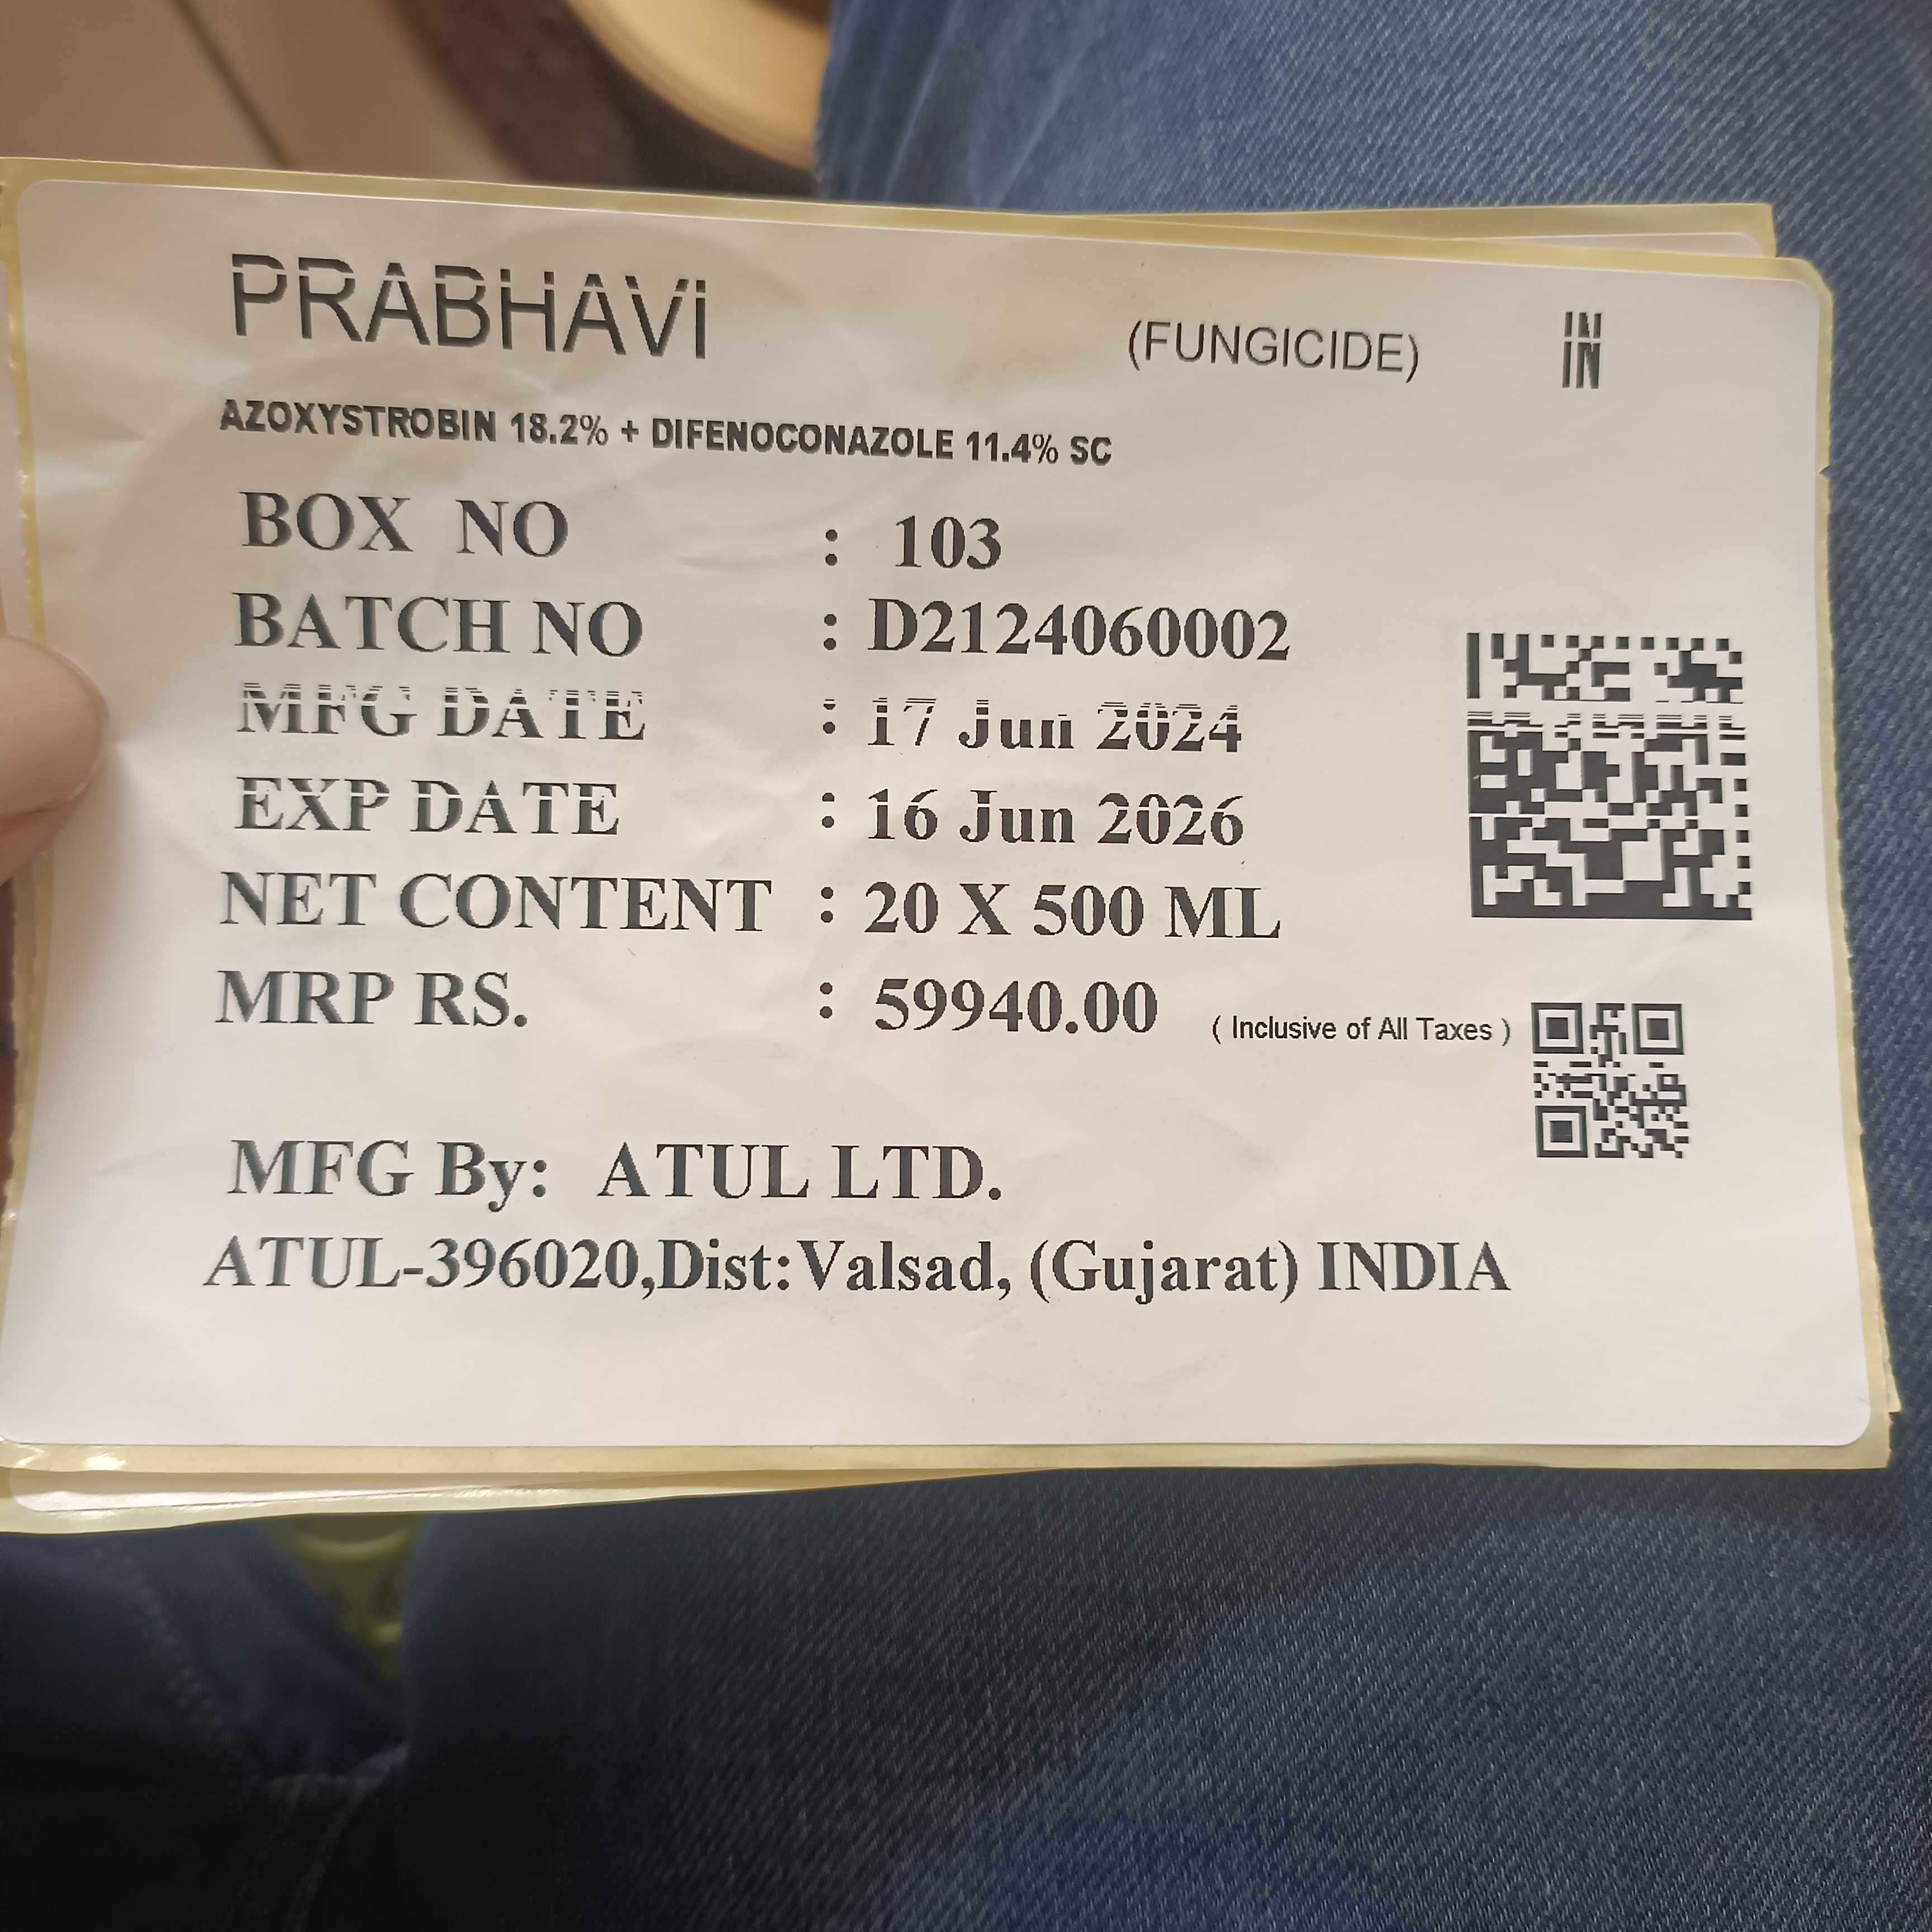 PRABHAVi (FUNGICIDE) IN
AZOXYSTROBIN 18.2% + DIFENOCONAZOLE 11.4% SC
BOX NO : 103
BATCH NO : D2124060002
MFG DATE : 17 Jun 2024
EXP DATE : 16 Jun 2026
NET CONTENT : 20 X 500 ML
MRP RS. : 59940.00 ( Inclusive of All Taxes )
MFG By: ATUL LTD.
ATUL-396020,Dist:Valsad, (Gujarat) INDIA